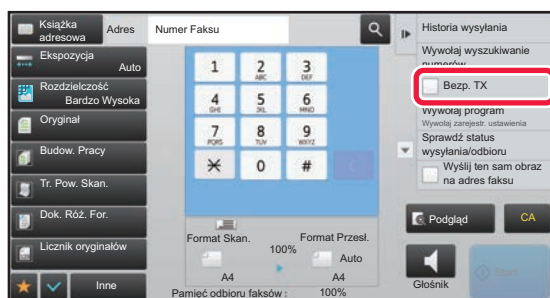 Książka
adresowa
Adres
Numer Faksu
Historia wysyłania
Ekspozycja
Auto
Wywołaj wyszukiwanie
numerów
Rozdzielczość
Bardzo Wysoka
Bezp. TX
Oryginał
Wywołaj program
Wywołaj zarejestr. ustawienia
Budow. Pracy
Sprawdź status
wysyłania/odbioru
Tr. Pow. Skan.
Wyślij ten sam obraz
na adres faksu
Dok. Róż. For.
Licznik oryginałów
Inne
1
2 ABC
3 DEF
4 GHI
5 JKL
6 MNO
7 PQRS
8 TUV
9 WXYZ
0
#
Format Skan.
100%
Format Przesł.
Auto
A4
A4
Pamięć odbioru faksów : 100%
Podgląd
CA
Głośnik
Start